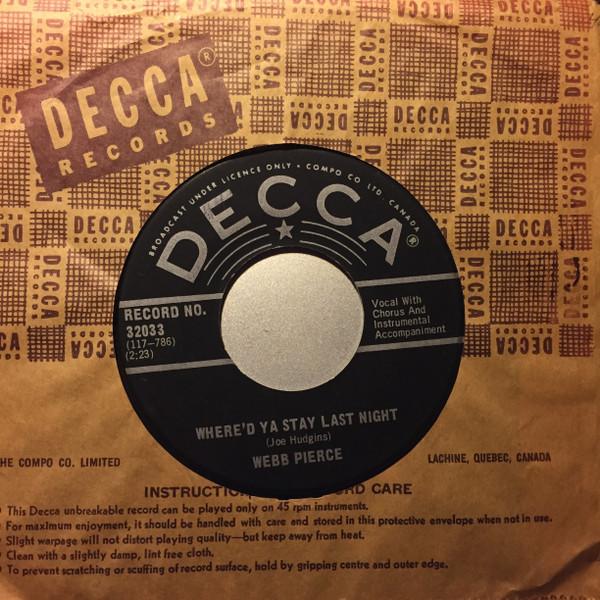 DECCA®
RECORDS
BROADCAST UNDER LICENCE ONLY • COMPO CO LTD. CANADA
DECCA®
RECORD NO.
32033
(117-786)
(2:23)
Vocal With
Chorus And
Instrumental
Accompaniment
WHERE'D YA STAY LAST NIGHT
(Joe Hudgins)
WEBB PIERCE
HE COMPO CO. LIMITED
LACHINE, QUEBEC, CANADA
INSTRUCTION RD CARE
This Decca unbreakable record can be played only on 45 rpm instruments.
For maximum enjoyment, it should be handled with care and stored in this protective envelope when not in use.
Slight warpage will not distort playing quality—but keep away from heat.
Clean with a slightly damp, lint free cloth.
To prevent scratching or scuffing of record surface, hold by gripping centre and outer edge.